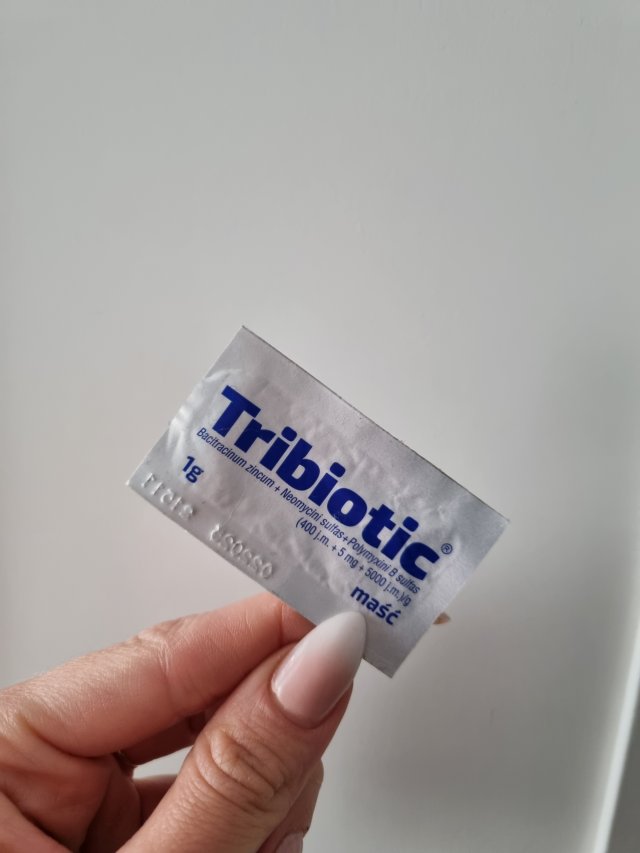 Tribiotic®
Bacitracinum zincum + Neomycini sulfas + Polymyxini B sulfas
(400 j.m. + 5 mg + 5000 j.m.)/g
1g
maść